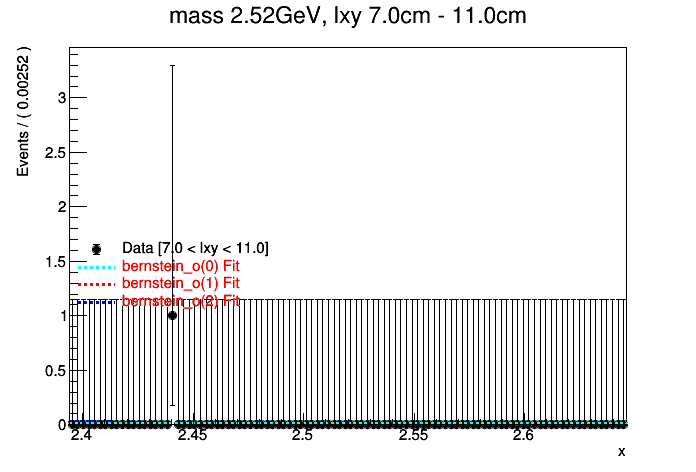 mass 2.52GeV, lxy 7.0cm - 11.0cm
Events / ( 0.00252 )
3
2.5
2
1.5
1
0.5
0
Data [7.0 < lxy < 11.0]
bernstein_o(0) Fit
bernstein_o(1) Fit
bernstein_o(2) Fit
2.4 2.45 2.5 2.55 2.6
x